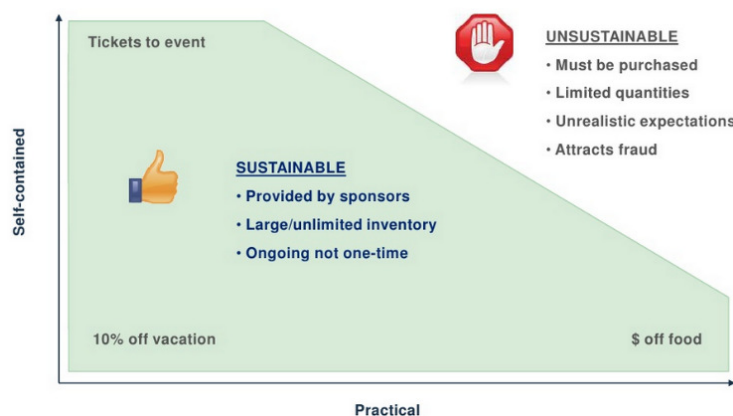 Tickets to event
UNSUSTAINABLE
• Must be purchased
• Limited quantities
• Unrealistic expectations
• Attracts fraud
SUSTAINABLE
• Provided by sponsors
• Large/unlimited inventory
• Ongoing not one-time
Self-contained
10% off vacation
$ off food
Practical